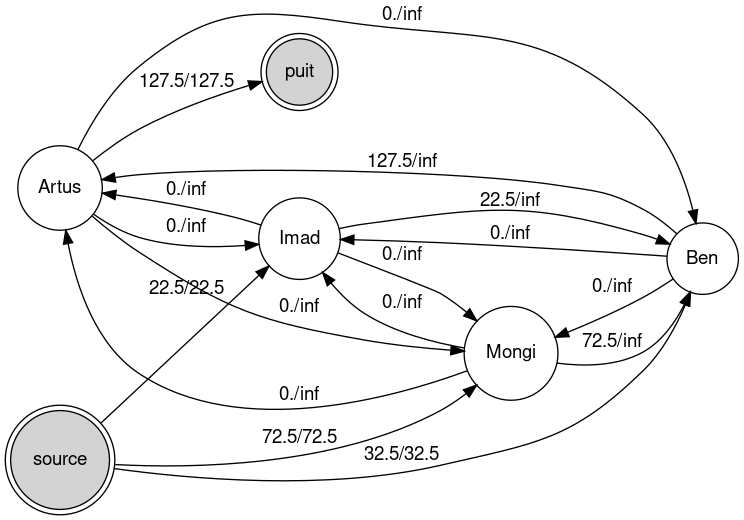 0./inf
puit
127.5/127.5
127.5/inf
Artus
0./inf
22.5/inf
0./inf
Imad
0./inf
0./inf
Ben
22.5/22.5
0./inf
0./inf
0./inf
72.5/inf
Mongi
0./inf
72.5/72.5
source
32.5/32.5